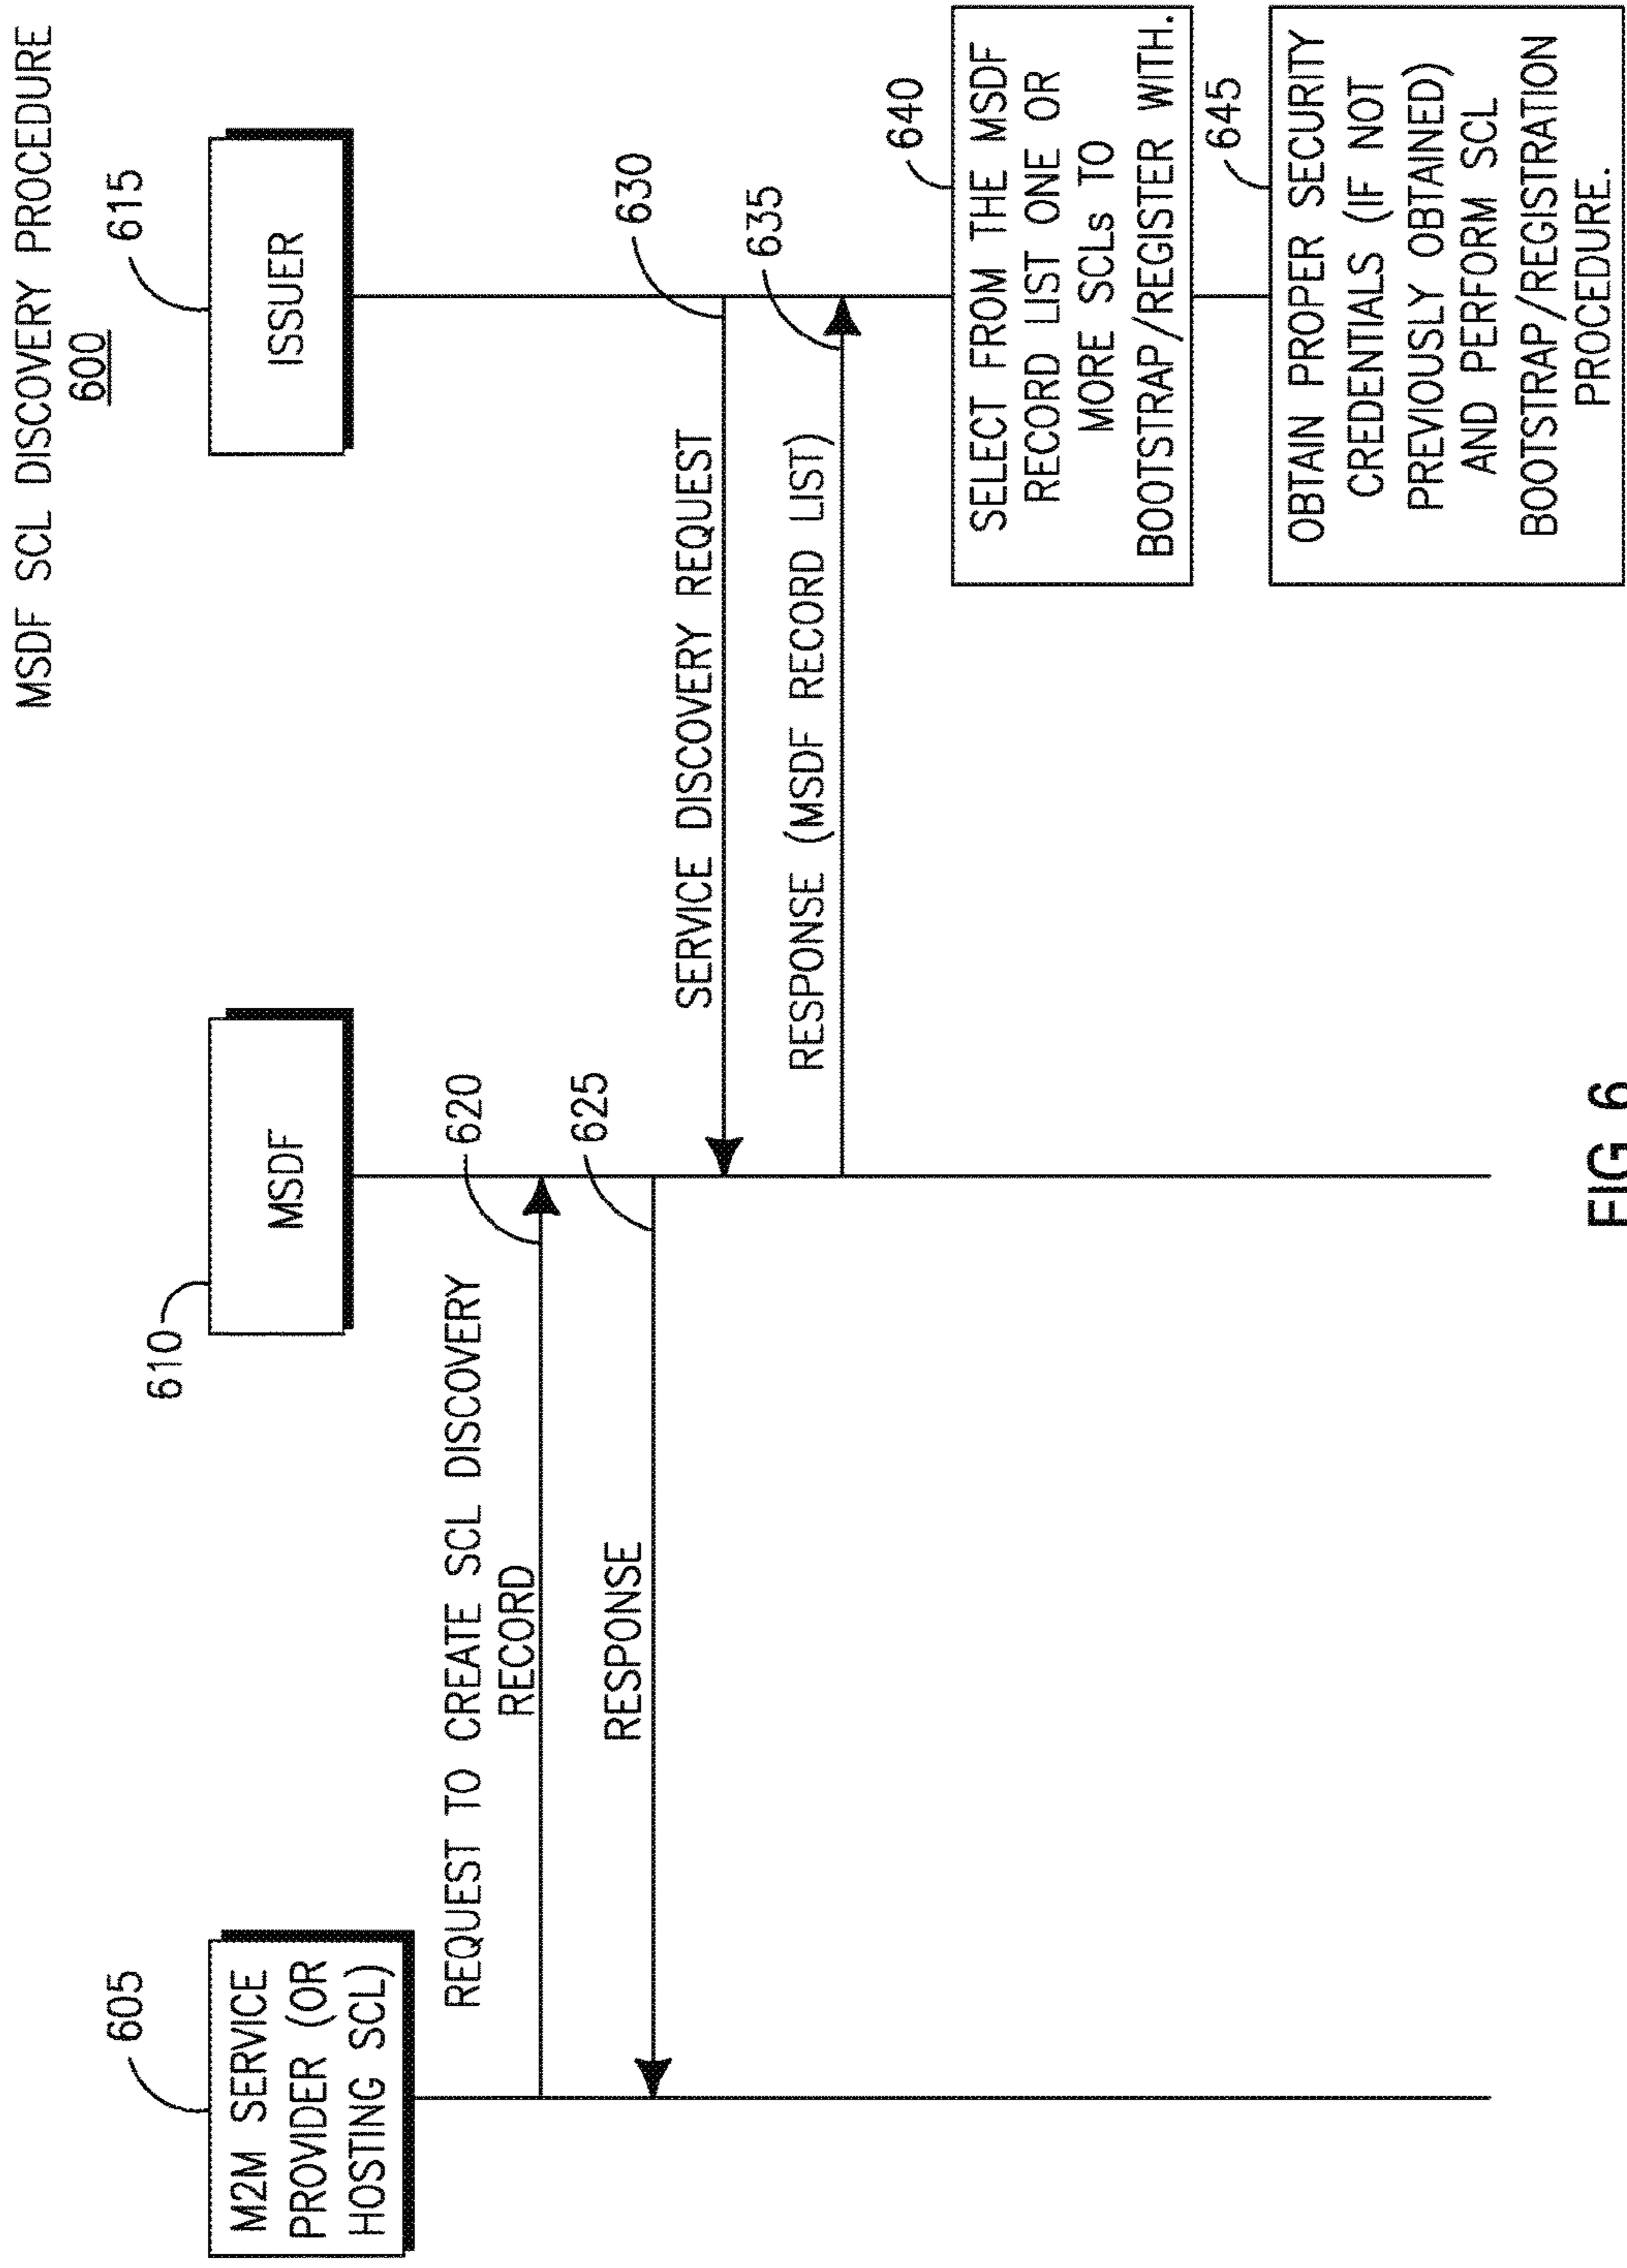 MSDF SCL DISCOVERY PROCEDURE
600
605
M2M SERVICE
PROVIDER (OR
HOSTING SCL)
610
MSDF
615
ISSUER
REQUEST TO CREATE SCL DISCOVERY
RECORD
620
RESPONSE
625
SERVICE DISCOVERY REQUEST
630
RESPONSE (MSDF RECORD LIST)
635
640
SELECT FROM THE MSDF
RECORD LIST ONE OR
MORE SCLs TO
BOOTSTRAP/REGISTER WITH.
645
OBTAIN PROPER SECURITY
CREDENTIALS (IF NOT
PREVIOUSLY OBTAINED)
AND PERFORM SCL
BOOTSTRAP/REGISTRATION
PROCEDURE.
FIG. 6